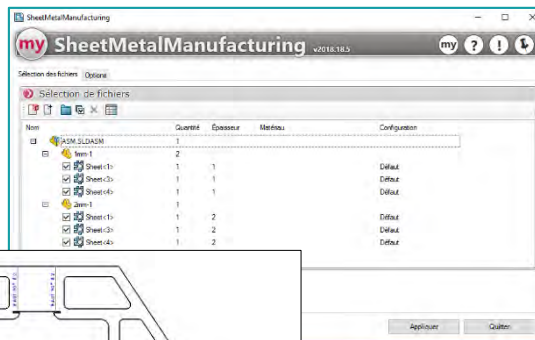 SheetMetalManufacturing
my SheetMetalManufacturing v2018.18.5 my ? !
Sélection des fichiers Options
Sélection de fichiers
Nom Quantité Épaisseur Matériau Configuration
ASM.SLDASM 1
1mm-1 2
Sheet<1> 1 1 Défaut
Sheet<3> 1 1 Défaut
Sheet<4> 1 1 Défaut
2mm-1 1
Sheet<1> 1 2 Défaut
Sheet<3> 1 2 Défaut
Sheet<4> 1 2 Défaut
Appliquer Quitter